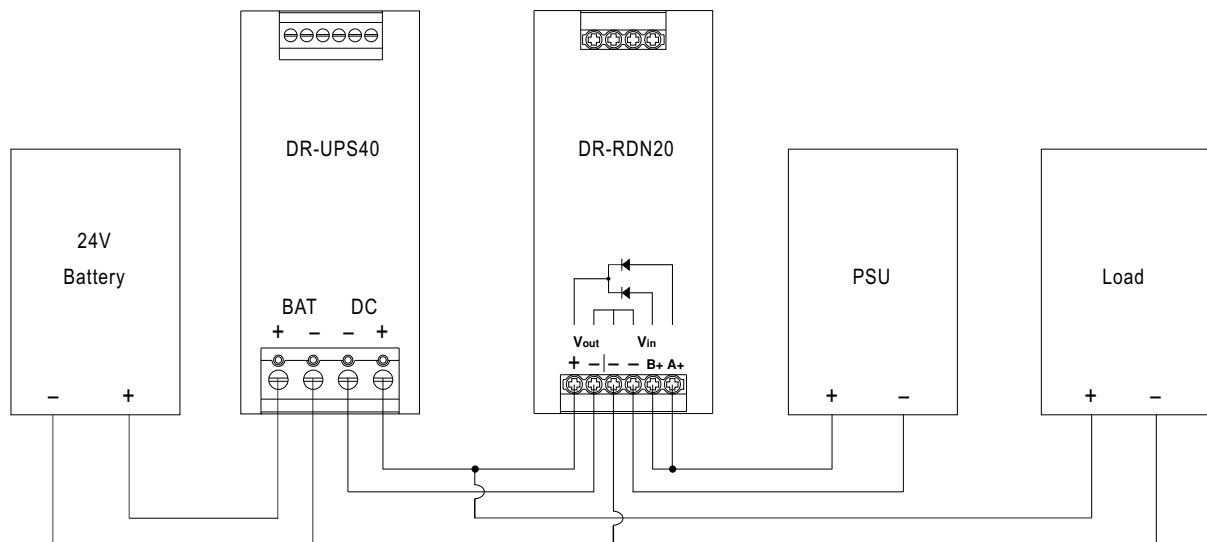 DR-UPS40
DR-RDN20
24V
Battery
PSU
Load
BAT DC
+ − − +
Vout Vin
+ − − − B+ A+
− +
+ −
+ −